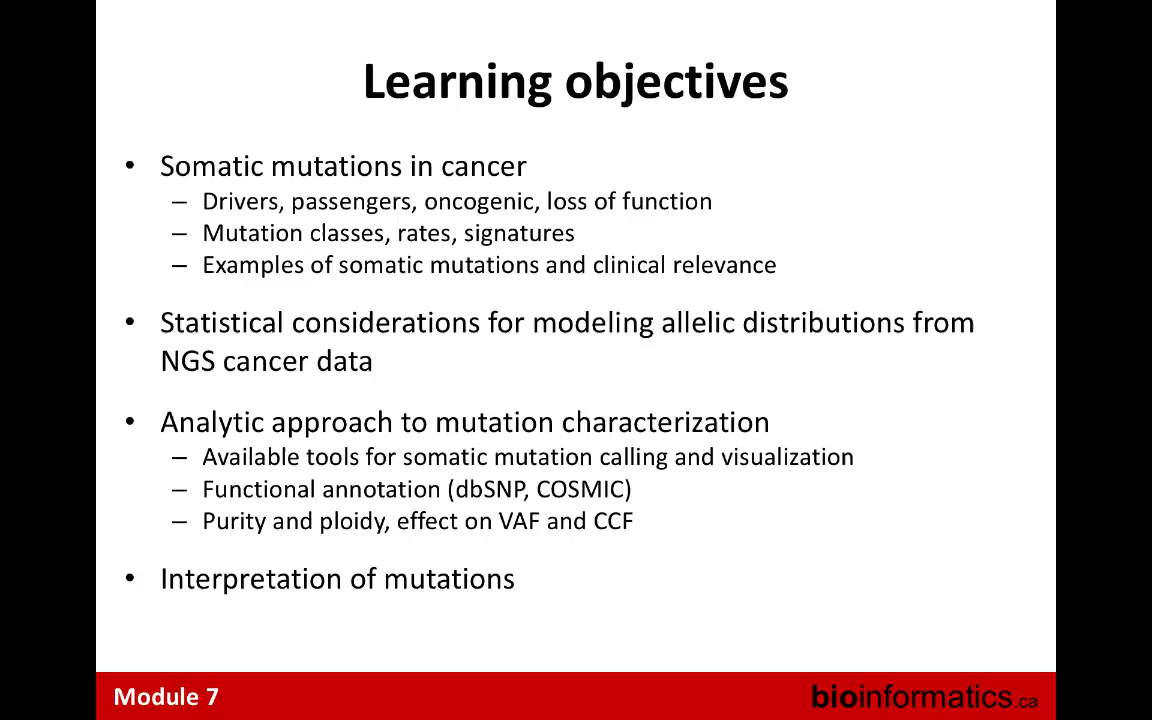 Learning objectives
• Somatic mutations in cancer
– Drivers, passengers, oncogenic, loss of function
– Mutation classes, rates, signatures
– Examples of somatic mutations and clinical relevance
• Statistical considerations for modeling allelic distributions from
NGS cancer data
• Analytic approach to mutation characterization
– Available tools for somatic mutation calling and visualization
– Functional annotation (dbSNP, COSMIC)
– Purity and ploidy, effect on VAF and CCF
• Interpretation of mutations
Module 7
bioinformatics.ca